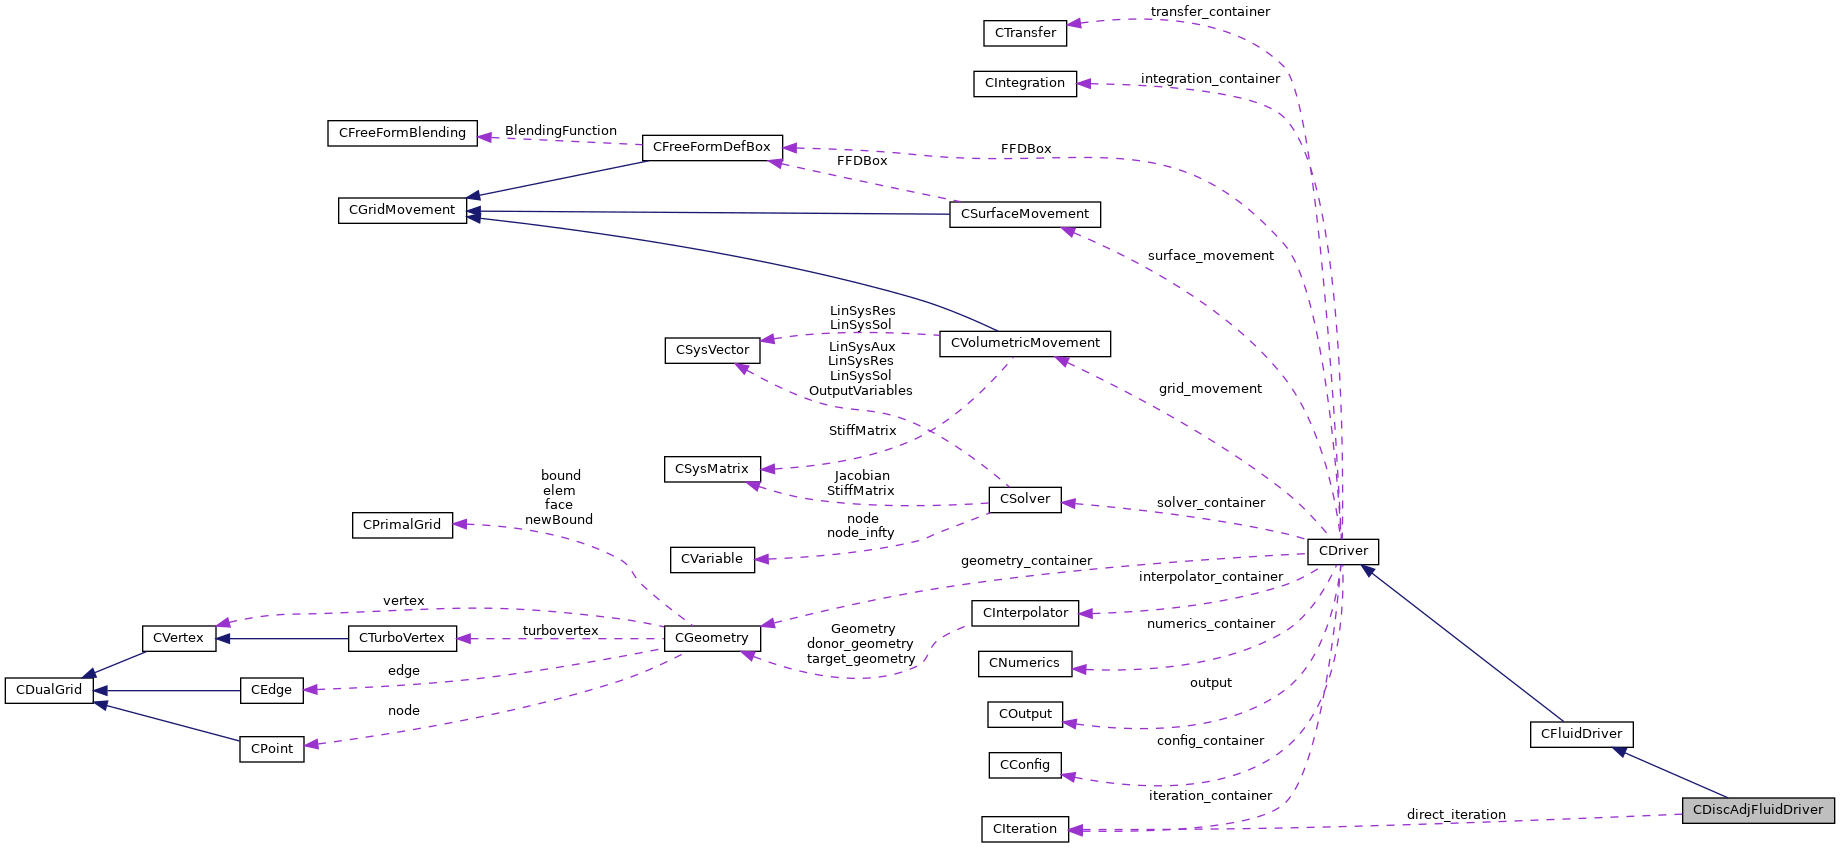 transfer_container
CTransfer
integration_container
CIntegration
CFreeFormBlending
BlendingFunction
CFreeFormDefBox
FFDBox
FFDBox
CGridMovement
CSurfaceMovement
surface_movement
LinSysRes
LinSysSol
CSysVector
CVolumetricMovement
LinSysAux
LinSysRes
LinSysSol
OutputVariables
grid_movement
StiffMatrix
CSysMatrix
Jacobian
StiffMatrix
CSolver
solver_container
bound
elem
face
newBound
CPrimalGrid
node
node_infty
CVariable
CDriver
geometry_container
interpolator_container
vertex
CInterpolator
CVertex
CTurboVertex
turbovertex
CGeometry
Geometry
donor_geometry
target_geometry
numerics_container
CNumerics
edge
CDualGrid
CEdge
output
node
COutput
CPoint
config_container
CFluidDriver
CConfig
iteration_container
CDiscAdjFluidDriver
direct_iteration
CIteration